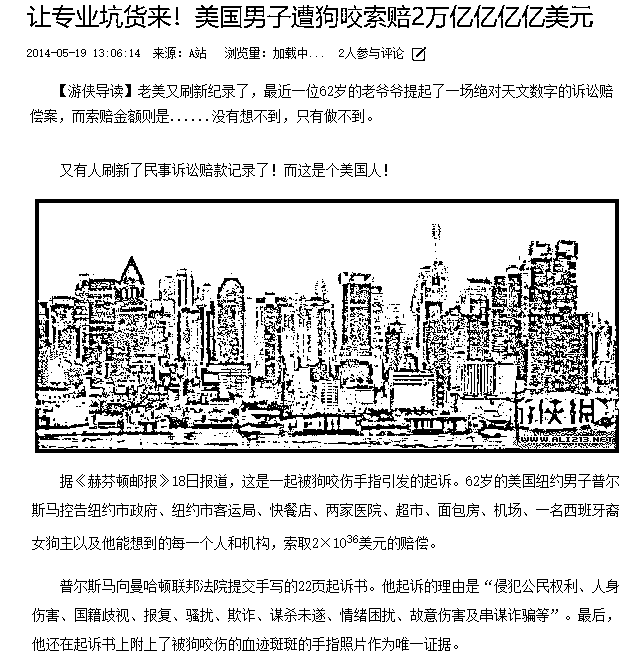 让专业坑货来！美国男子遭狗咬索赔2万亿亿亿亿美元
2014-05-19 13:06:14 来源：A站 浏览量：加载中... 2人参与评论
【游侠导读】老美又刷新纪录了，最近一位62岁的老爷爷提起了一场绝对天文数字的诉讼赔
偿案，而索赔金额则是......没有想不到，只有做不到。
又有人刷新了民事诉讼赔款记录了！而这是个美国人！
游侠网
WWW.ALI213.NET
据《赫芬顿邮报》18日报道，这是一起被狗咬伤手指引发的起诉。62岁的美国纽约男子普尔
斯马控告纽约市政府、纽约市客运局、快餐店、两家医院、超市、面包房、机场、一名西班牙裔
女狗主以及他能想到的每一个人和机构，索取2×10³⁶美元的赔偿。
普尔斯马向曼哈顿联邦法院提交手写的22页起诉书。他起诉的理由是“侵犯公民权利、人身
伤害、国籍歧视、报复、骚扰、欺诈、谋杀未遂、情绪困扰、故意伤害及串谋诈骗等”。最后，
他还在起诉书上附上了被狗咬伤的血迹斑斑的手指照片作为唯一证据。